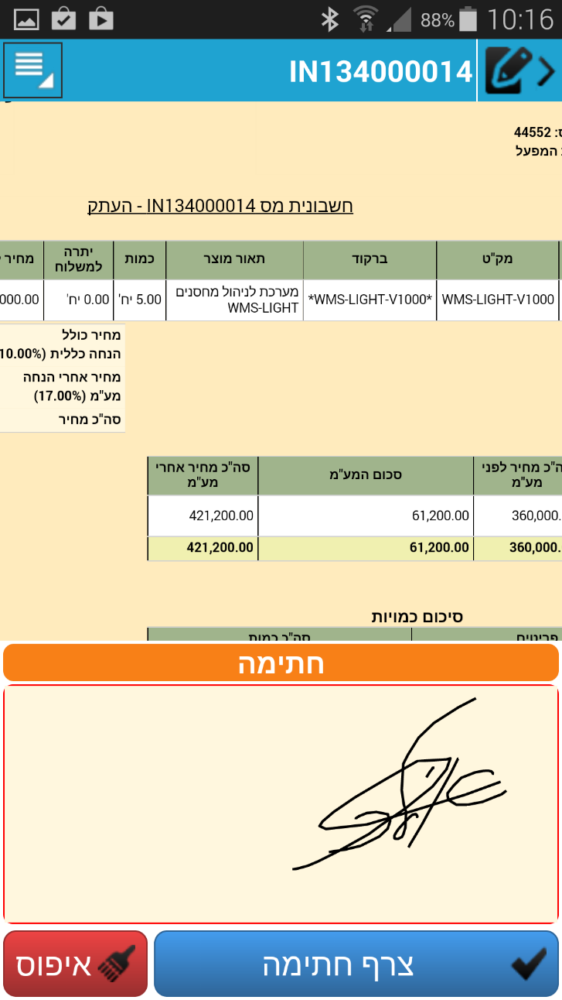 88% 10:16
IN134000014
ס: 44552
המפעל
חשבונית מס IN134000014 - העתק
מק"ט ברקוד תאור מוצר כמות יתרה למשלוח מחיר
WMS-LIGHT-V1000 *WMS-LIGHT-V1000* מערכת לניהול מחסנים WMS-LIGHT 5.00 יח' 0.00 יח' 000.00
מחיר כולל
הנחה כללית (10.00%
מחיר אחרי הנחה
מע"מ (17.00%)
סה"כ מחיר
ה"כ מחיר לפני מע"מ סכום המע"מ סה"כ מחיר אחרי מע"מ
360,000. 61,200.00 421,200.00
360,000. 61,200.00 421,200.00
סיכום כמויות
פריטים סה"כ כמות
חתימה
צרף חתימה
איפוס